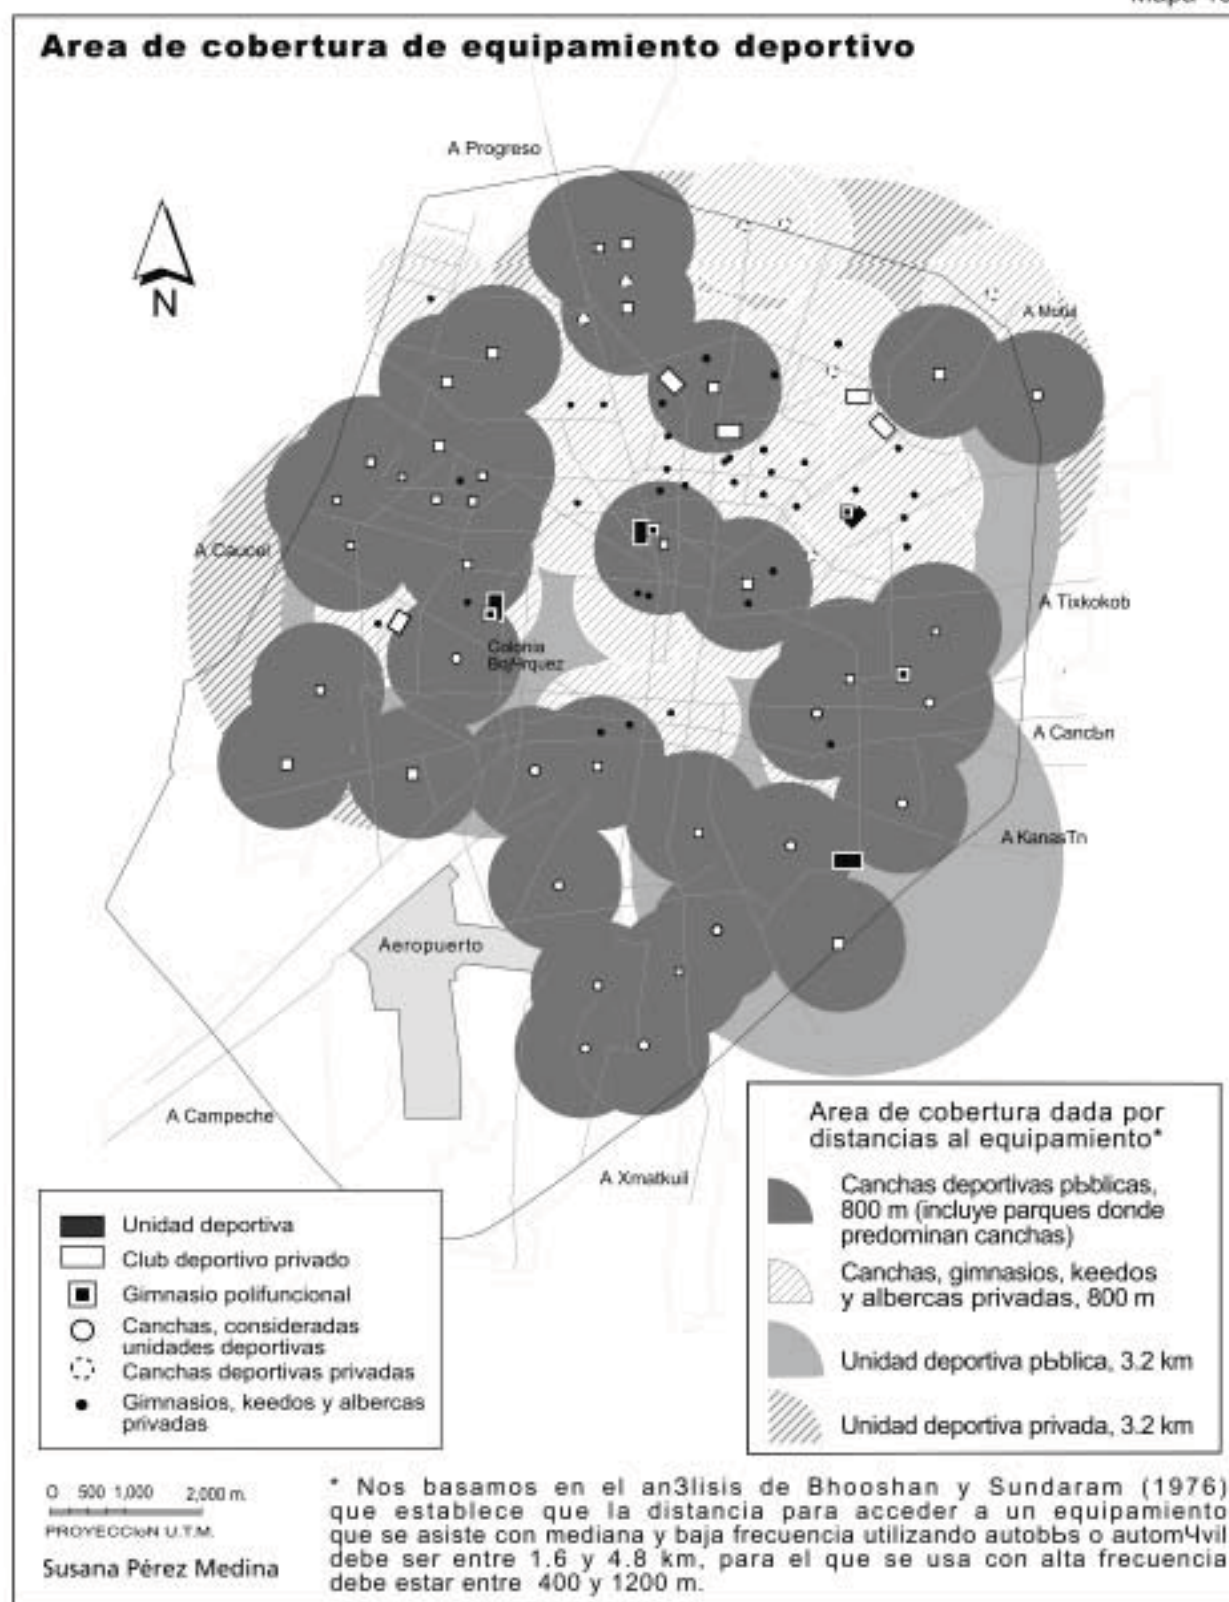 Area de cobertura de equipamiento deportivo
A Progreso
N
A Caucel
A Tixkokob
Colonia
A Cancьn
A KanasTn
Aeropuerto
A Campeche
A Xmatkuil
Area de cobertura dada por
distancias al equipamiento*
Canchas deportivas pьblicas,
800 m (incluye parques donde
predominan canchas)
Canchas, gimnasios, keedos
y albercas privadas, 800 m
Unidad deportiva pьblica, 3.2 km
Unidad deportiva privada, 3.2 km
Unidad deportiva
Club deportivo privado
Gimnasio polifuncional
Canchas, consideradas
unidades deportivas
Canchas deportivas privadas
Gimnasios, keedos y albercas
privadas
O 500 1,000 2,000 m.
PROYECCIoN U.T.M.
Susana Pérez Medina
* Nos basamos en el an3lisis de Bhooshan y Sundaram (1976)
que establece que la distancia para acceder a un equipamiento
que se asiste con mediana y baja frecuencia utilizando autobЬs o automЧvil
debe ser entre 1.6 y 4.8 km, para el que se usa con alta frecuencia
debe estar entre 400 y 1200 m.